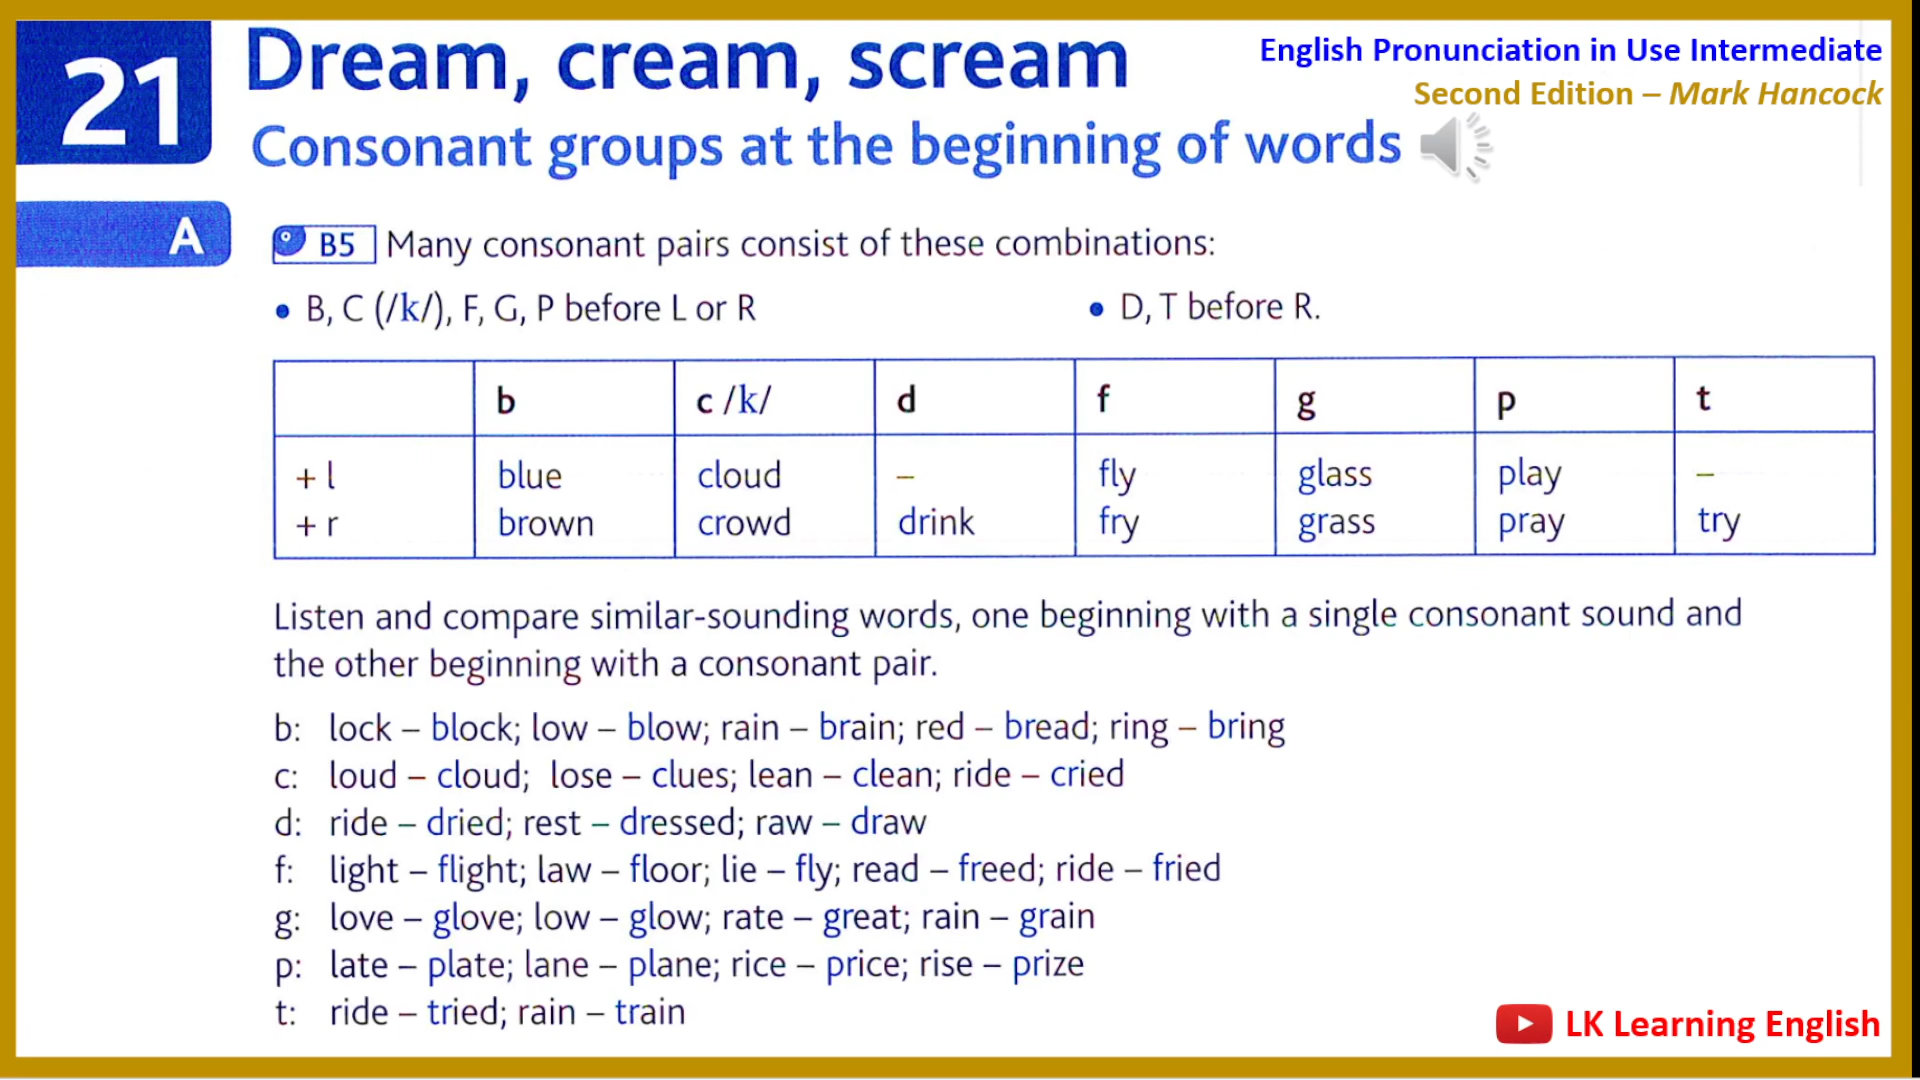 21
Dream, cream, scream
English Pronunciation in Use Intermediate
Second Edition – Mark Hancock
Consonant groups at the beginning of words
A
B5 Many consonant pairs consist of these combinations:
• B, C (/k/), F, G, P before L or R
• D, T before R.
b c /k/ d f g p t
+ l blue cloud – fly glass play –
+ r brown crowd drink fry grass pray try
Listen and compare similar-sounding words, one beginning with a single consonant sound and
the other beginning with a consonant pair.
b: lock – block; low – blow; rain – brain; red – bread; ring – bring
c: loud – cloud; lose – clues; lean – clean; ride – cried
d: ride – dried; rest – dressed; raw – draw
f: light – flight; law – floor; lie – fly; read – freed; ride – fried
g: love – glove; low – glow; rate – great; rain – grain
p: late – plate; lane – plane; rice – price; rise – prize
t: ride – tried; rain – train
LK Learning English